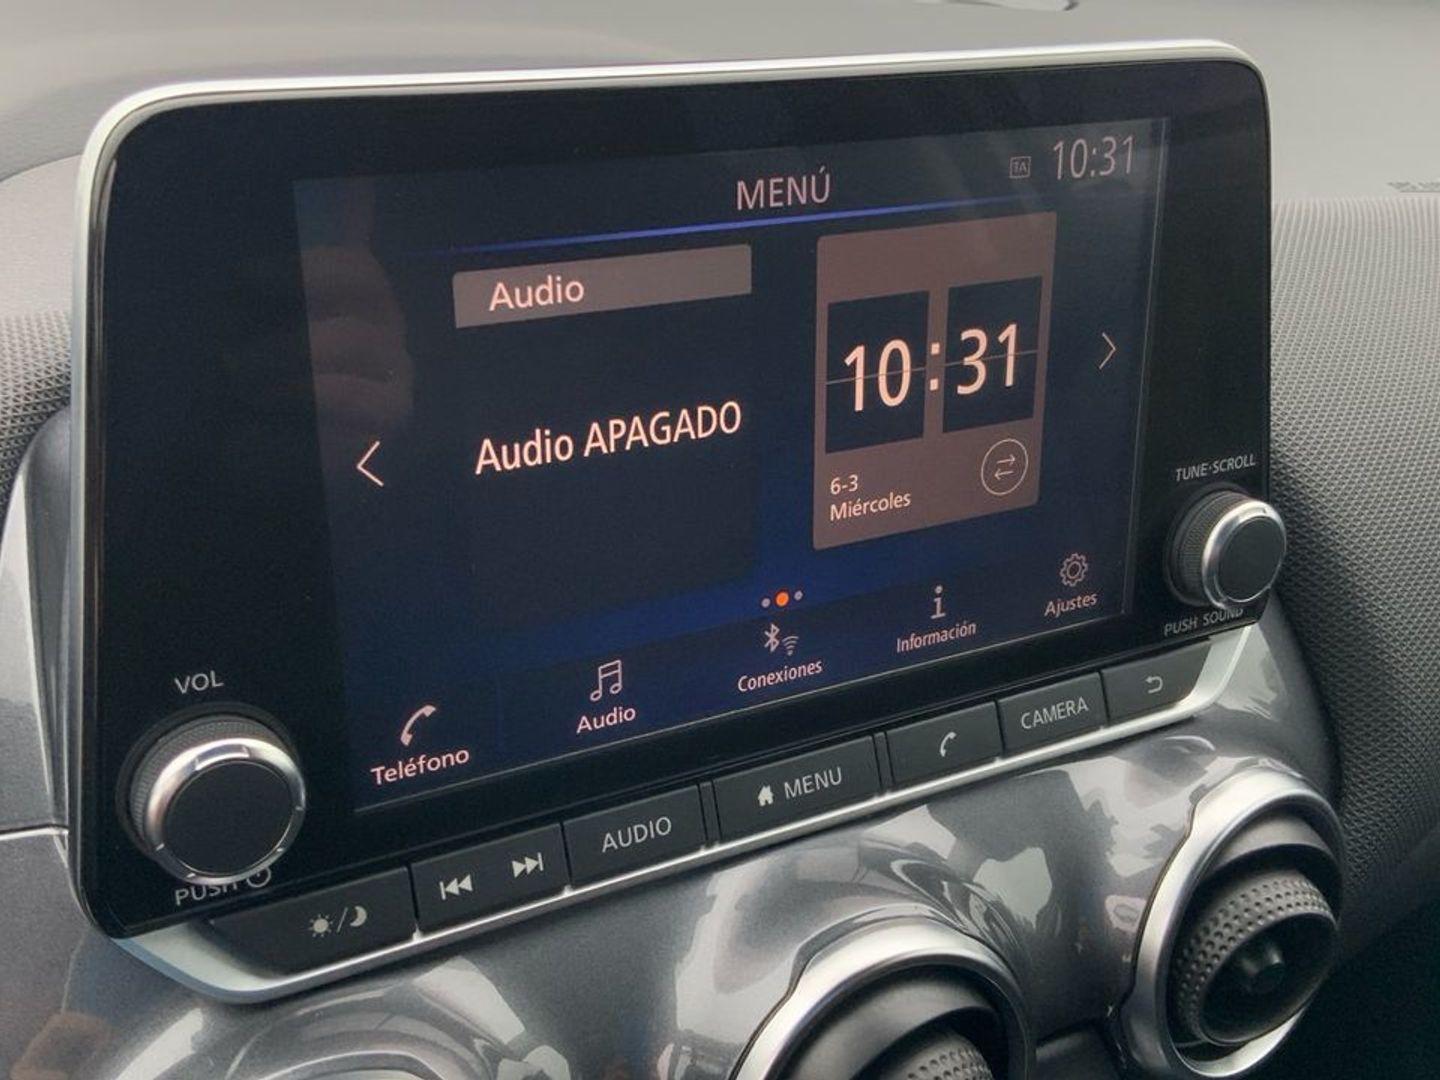 MENÚ
TA 10:31
Audio
Audio APAGADO
10:31
6-3
Miércoles
Teléfono
Audio
Conexiones
Información
Ajustes
TUNE·SCROLL
PUSH SOUND
VOL
PUSH
AUDIO
MENU
CAMERA